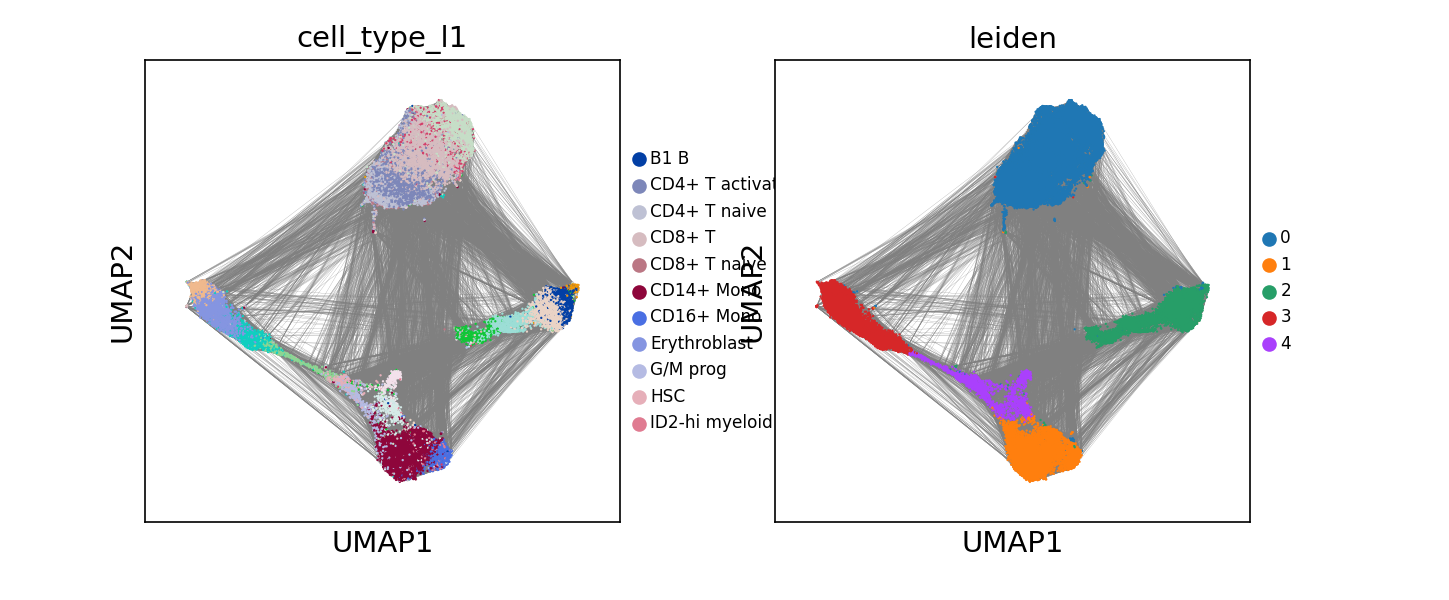 cell_type_l1
UMAP2
UMAP1
B1 B
CD4+ T activat
CD4+ T naive
CD8+ T
CD8+ T naive
CD14+ Mono
CD16+ Mono
Erythroblast
G/M prog
HSC
ID2-hi myeloid
leiden
UMAP2
UMAP1
0
1
2
3
4